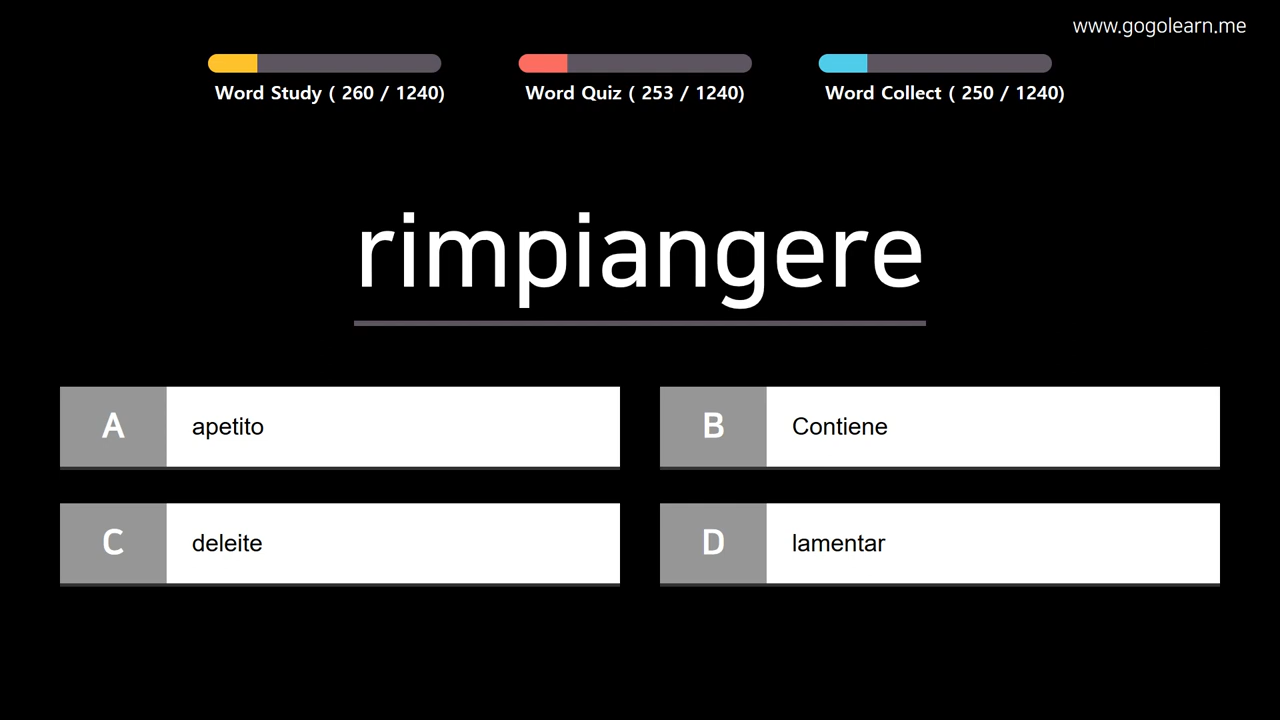 www.gogolearn.me
Word Study ( 260 / 1240)
Word Quiz ( 253 / 1240)
Word Collect ( 250 / 1240)
rimpiangere
A apetito
B Contiene
C deleite
D lamentar